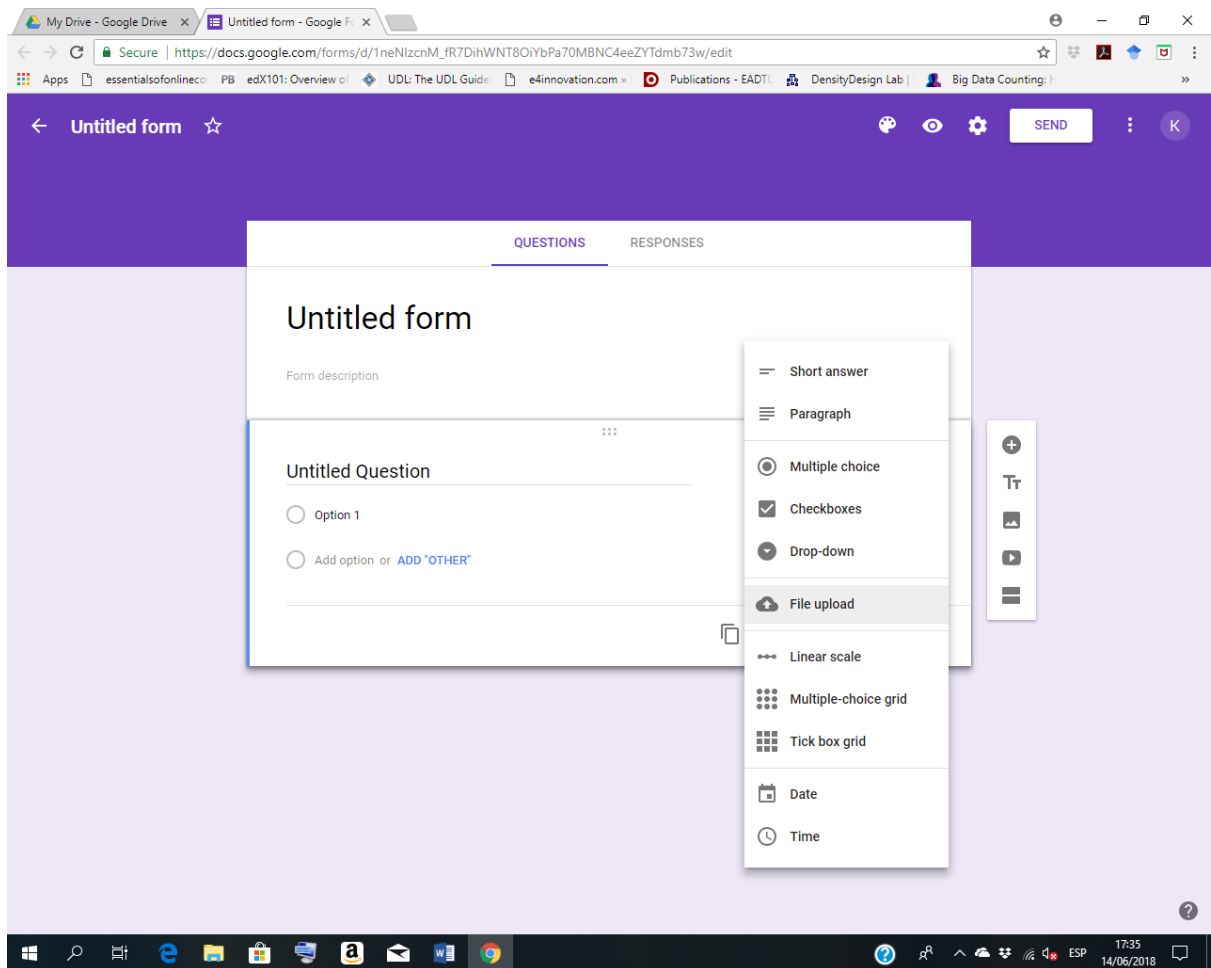 My Drive - Google Drive
Untitled form - Google Fo
Secure | https://docs.google.com/forms/d/1neNIzcnM_fR7DihWNT8OiYbPa70MBNC4eeZYTdmb73w/edit
Apps essentialsofonlineco PB edX101: Overview of UDL: The UDL Guide e4innovation.com » Publications - EADTU DensityDesign Lab | Big Data Counting: H »
Untitled form
SEND
K
QUESTIONS RESPONSES
Untitled form
Form description
Untitled Question
Option 1
Add option or ADD "OTHER"
Short answer
Paragraph
Multiple choice
Checkboxes
Drop-down
File upload
Linear scale
Multiple-choice grid
Tick box grid
Date
Time
ESP
17:35
14/06/2018